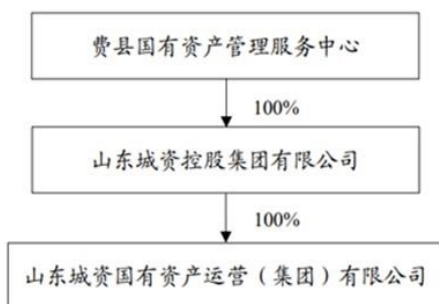 费县国有资产管理服务中心
100%
山东城资控股集团有限公司
100%
山东城资国有资产运营（集团）有限公司